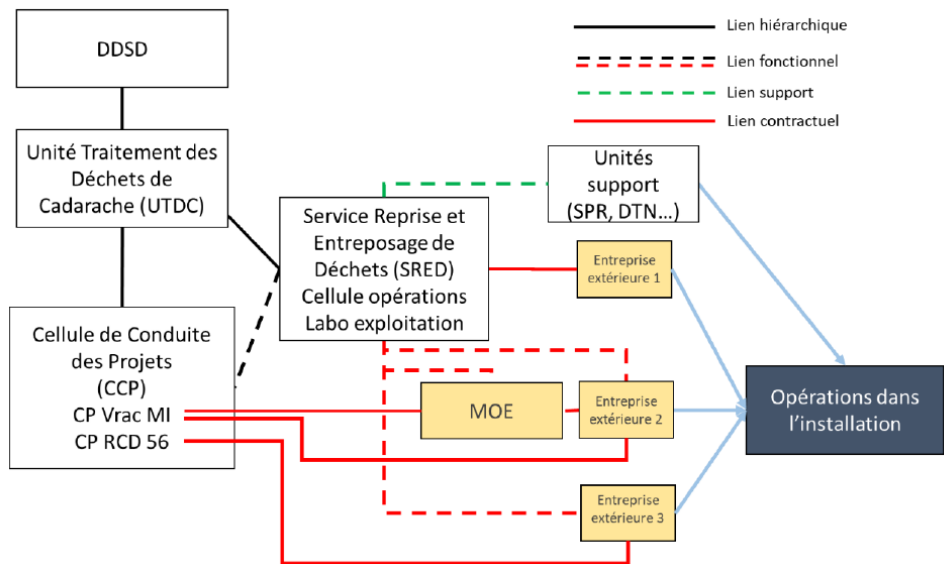 DDSD
Lien hiérarchique
Lien fonctionnel
Lien support
Lien contractuel
Unité Traitement des
Déchets de
Cadarache (UTDC)
Unités
support
(SPR, DTN...)
Service Reprise et
Entreposage de
Déchets (SRED)
Cellule opérations
Labo exploitation
Entreprise
extérieure 1
Cellule de Conduite
des Projets
(CCP)
CP Vrac MI
CP RCD 56
MOE
Entreprise
extérieure 2
Opérations dans
l'installation
Entreprise
extérieure 3